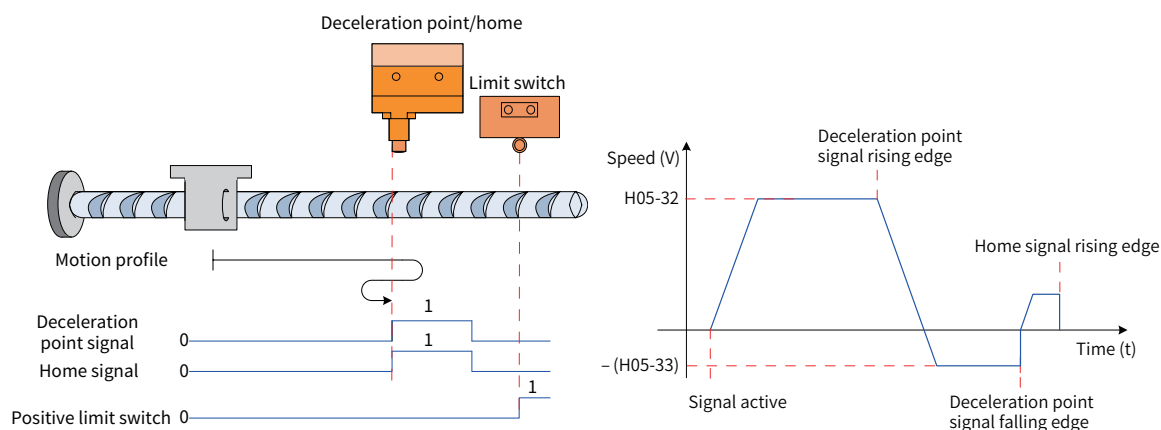 Deceleration point/home
Limit switch
Motion profile
1
Deceleration
point signal
0
1
Home signal
0
1
Positive limit switch
0
Speed (V)
Deceleration point
signal rising edge
H05-32
Home signal rising edge
Time (t)
– (H05-33)
Signal active
Deceleration point
signal falling edge